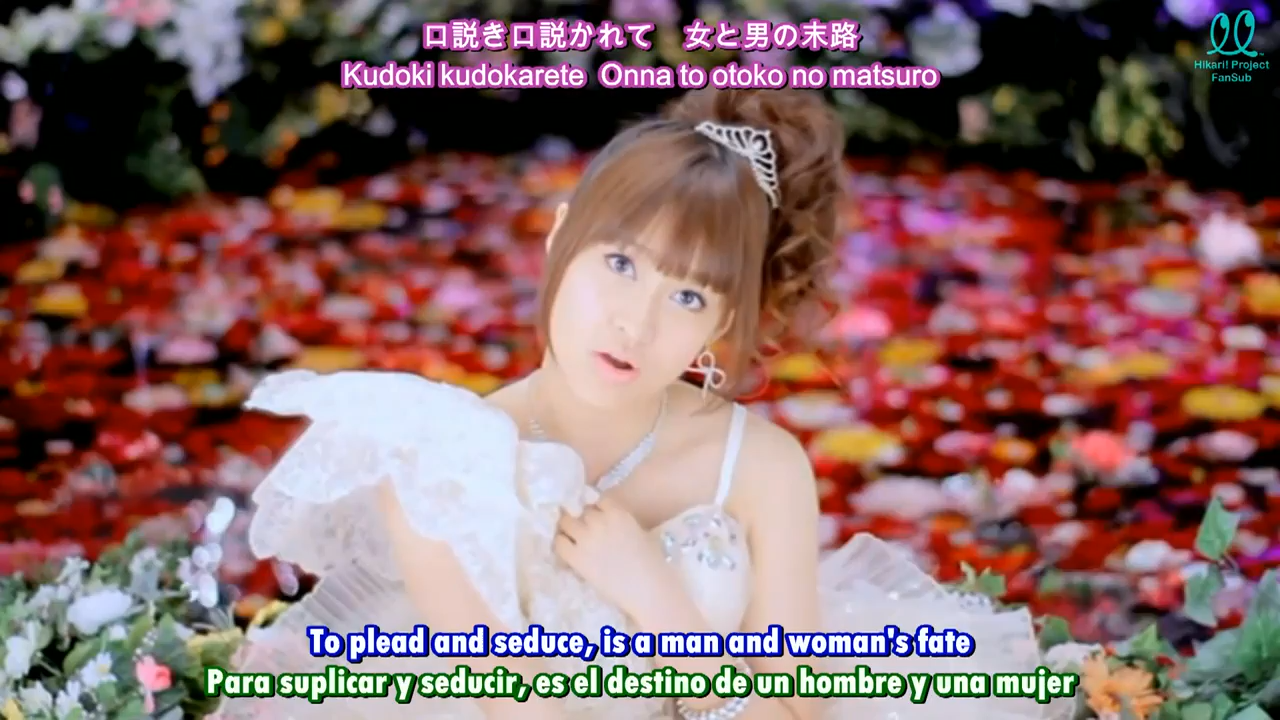 口説き口説かれて　女と男の末路
Kudoki kudokarete Onna to otoko no matsuro
Hikari! Project
FanSub
To plead and seduce, is a man and woman's fate
Para suplicar y seducir, es el destino de un hombre y una mujer